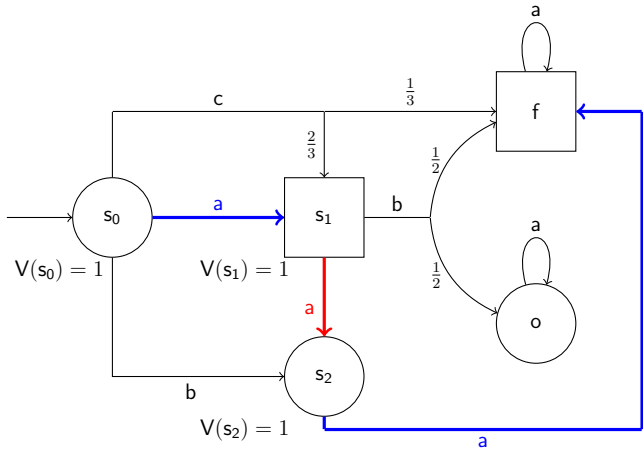 a
c
1/3
f
2/3
1/2
s₀
a
s₁
b
a
V(s₀) = 1
V(s₁) = 1
1/2
a
o
s₂
b
V(s₂) = 1
a